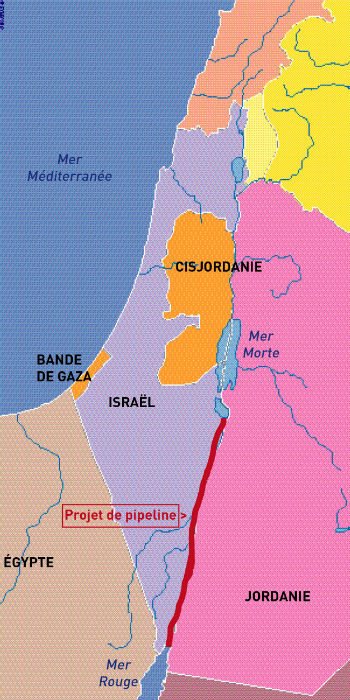 Mer
Méditerranée
CISJORDANIE
Mer
Morte
BANDE
DE GAZA
ISRAËL
Projet de pipeline >
ÉGYPTE
JORDANIE
Mer
Rouge